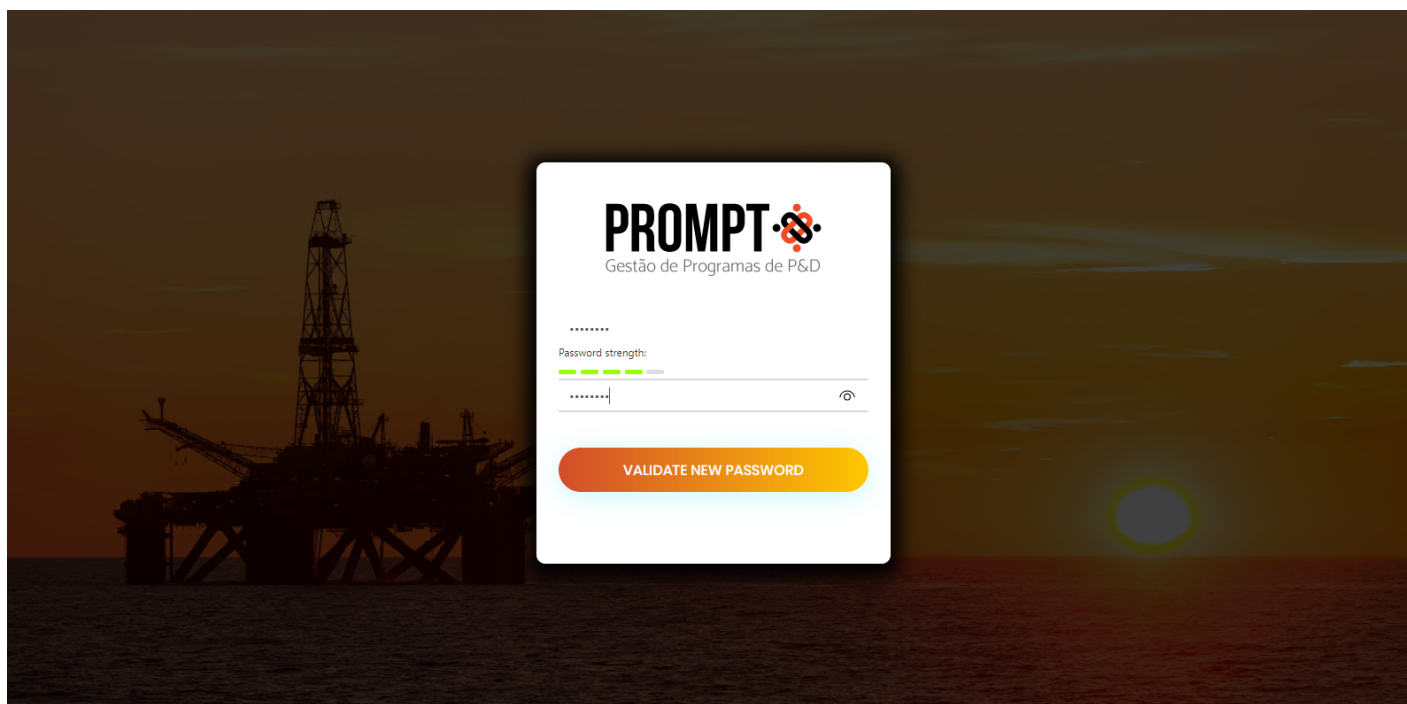 PROMPT
Gestão de Programas de P&D
••••••••
Password strength:
••••••••
VALIDATE NEW PASSWORD